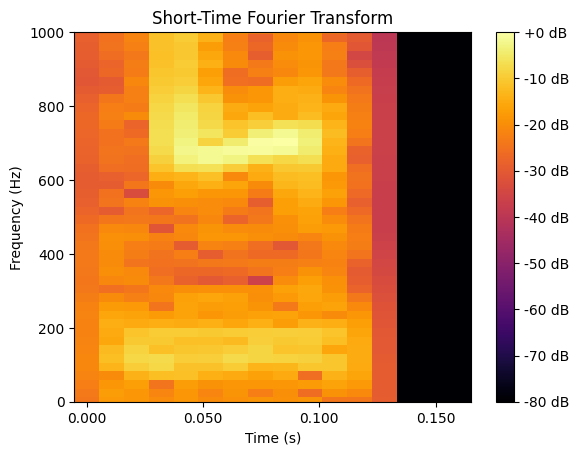 Short-Time Fourier Transform
1000
800
600
400
200
0
Frequency (Hz)
0.000
0.050
0.100
0.150
Time (s)
+0 dB
-10 dB
-20 dB
-30 dB
-40 dB
-50 dB
-60 dB
-70 dB
-80 dB